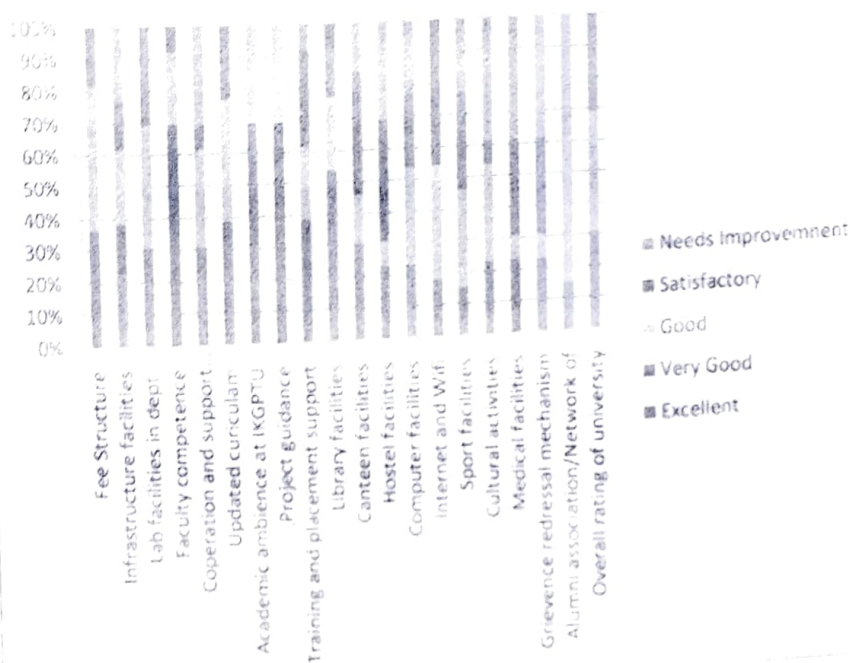 100%
90%
80%
70%
60%
50%
40%
30%
20%
10%
0%
Fee Structure
Infrastructure facilities
Lab facilities in dept
Faculty competence
Coperation and support...
Updated curiculam
Academic ambience at IKGPTU
Project guidance
Training and placement support
Library facilities
Canteen facilities
Hostel facilities
Computer facilities
Internet and Wifi
Sport facilities
Cultural activities
Medical facilities
Grievence redressal mechanism
Alumni association/Network of
Overall rating of university
Needs Improvemnent
Satisfactory
Good
Very Good
Excellent